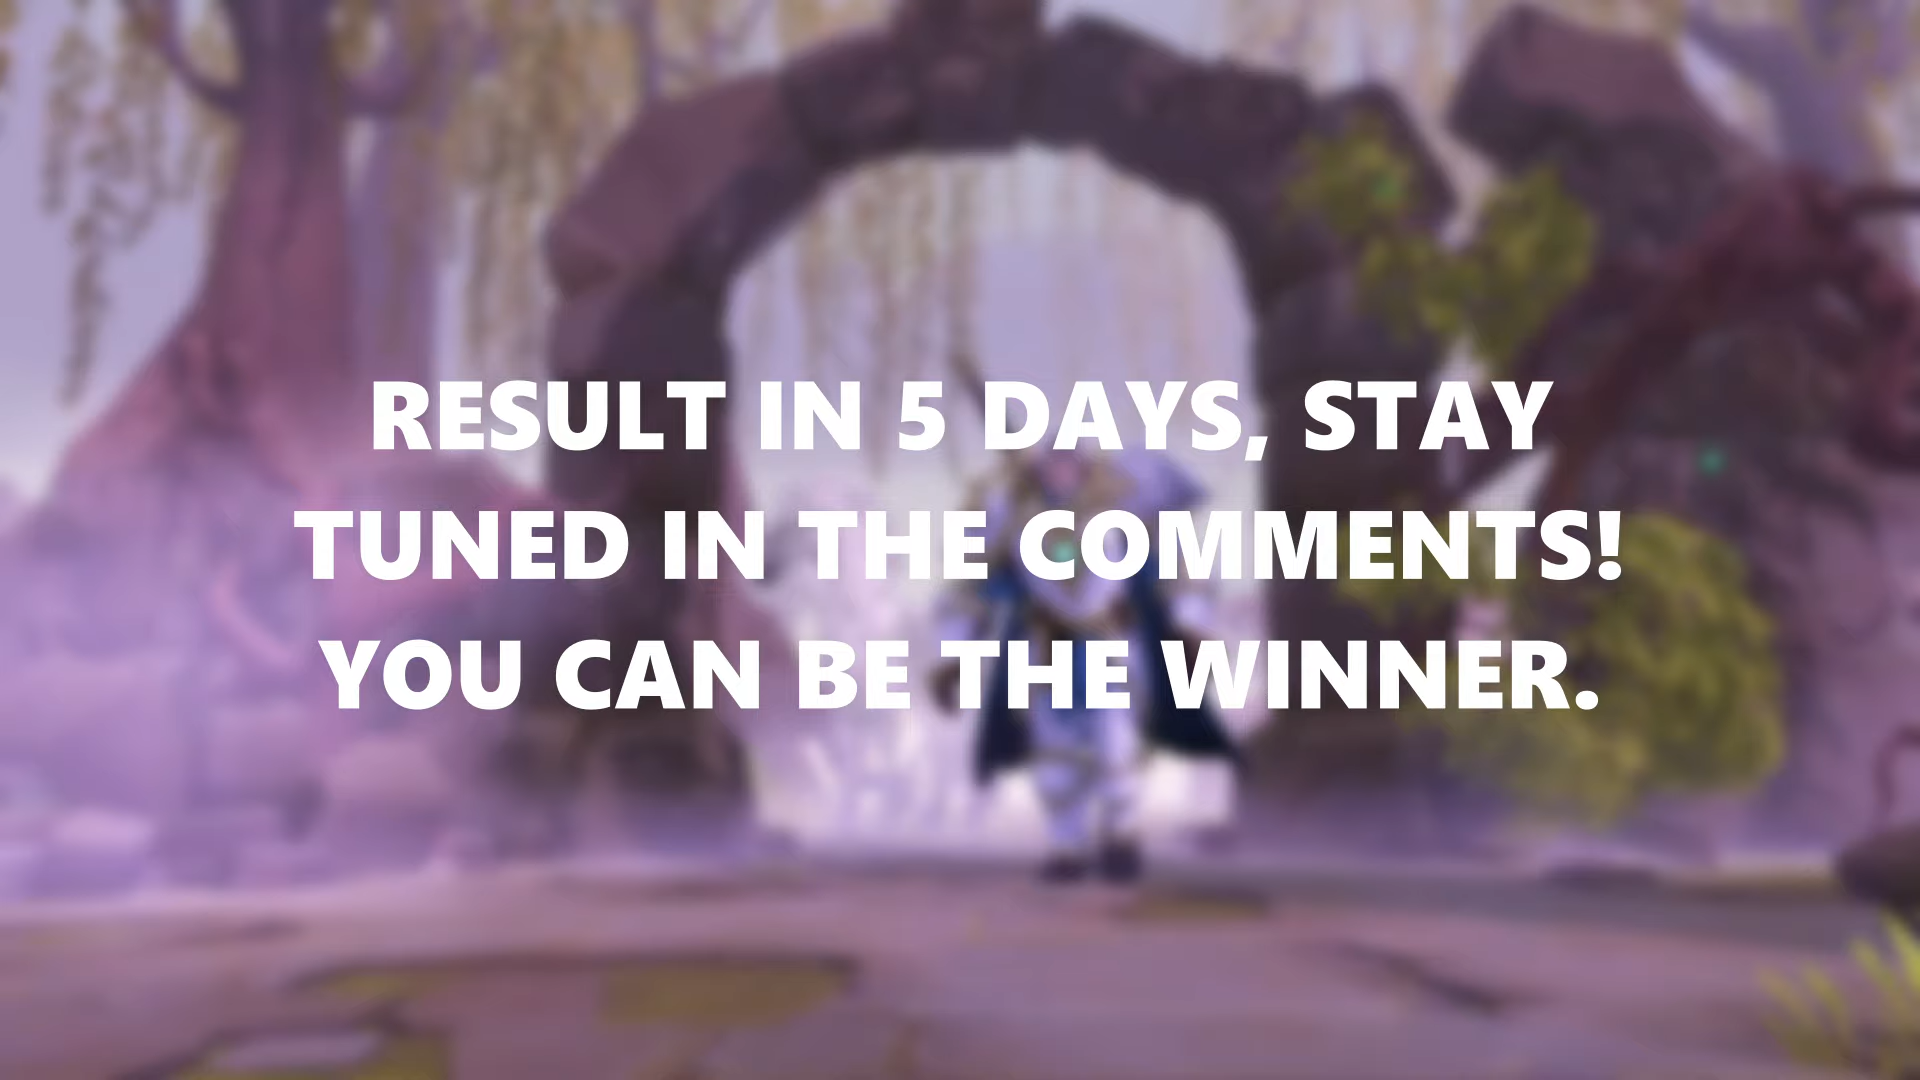 RESULT IN 5 DAYS, STAY
TUNED IN THE COMMENTS!
YOU CAN BE THE WINNER.